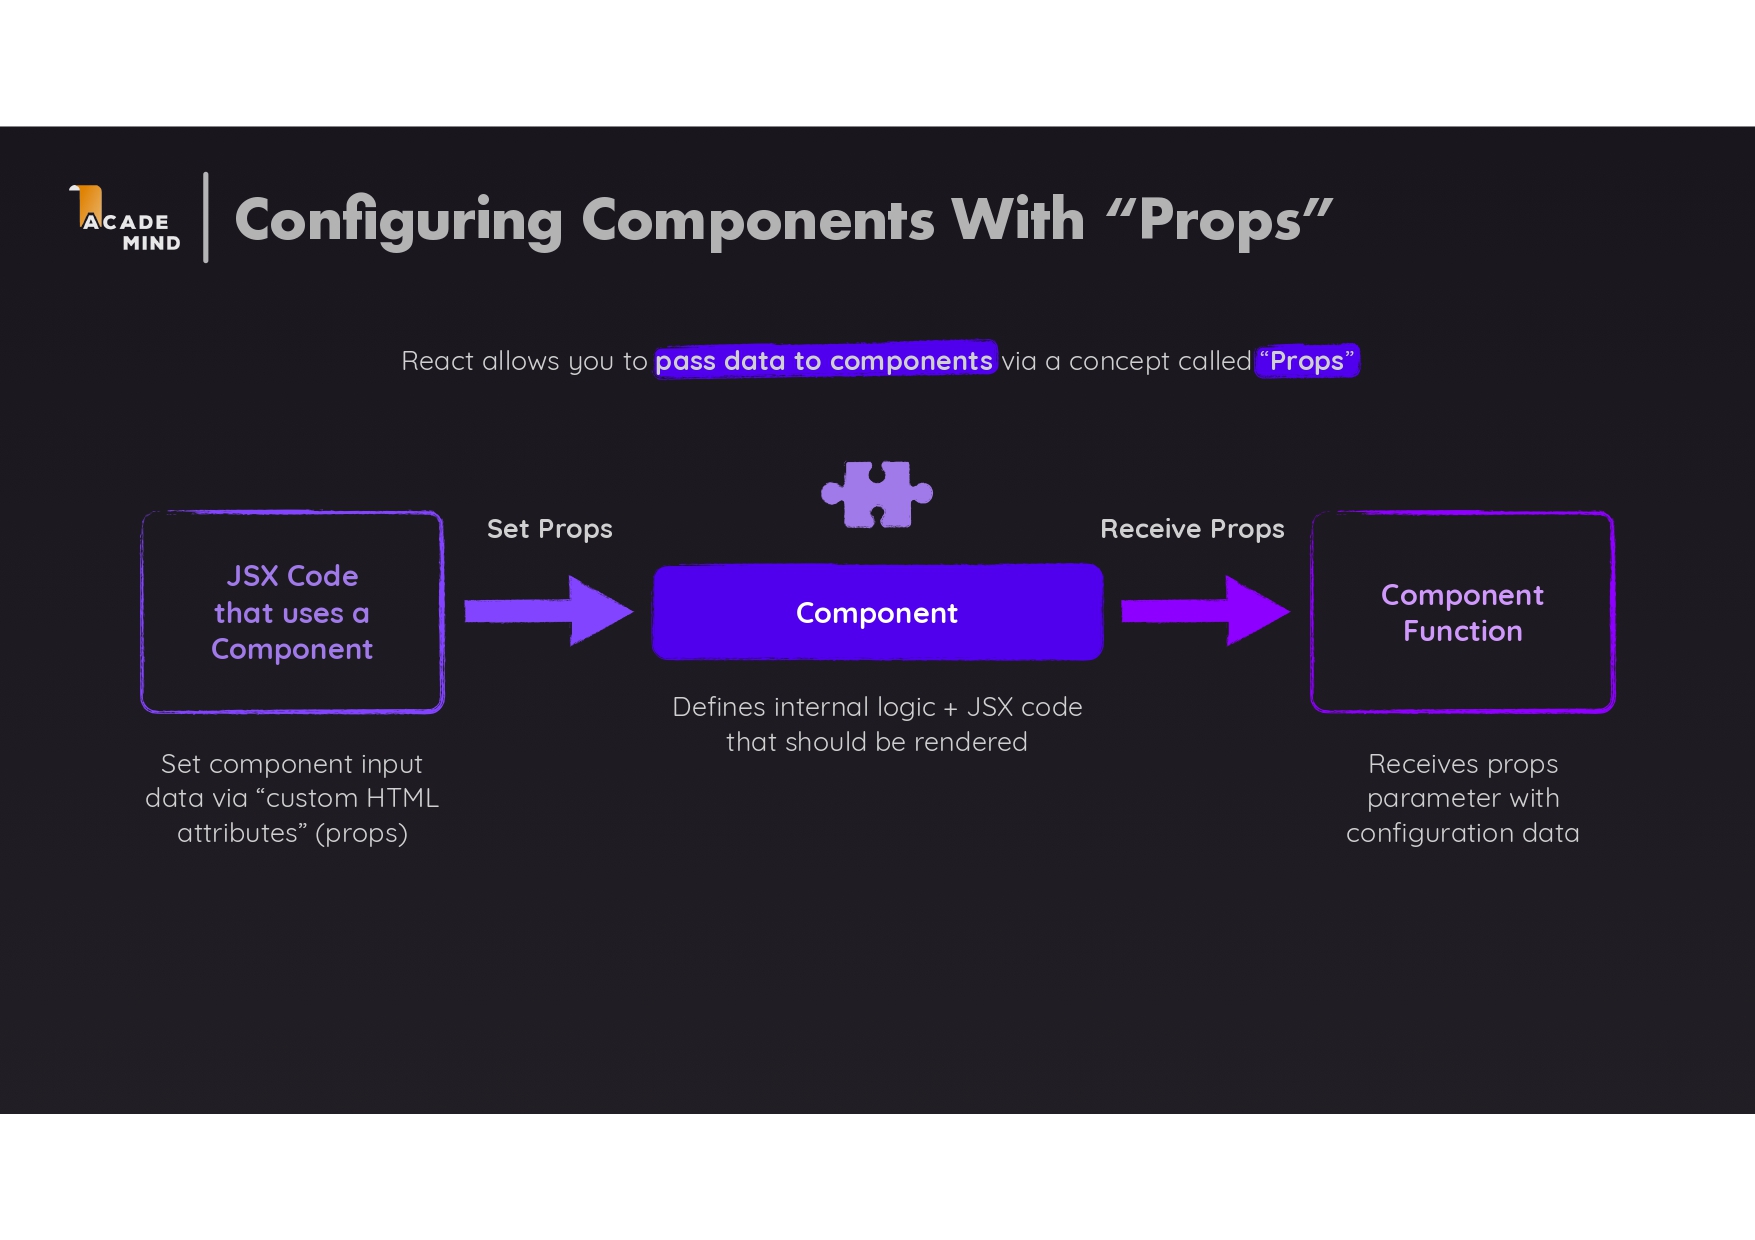 ACADE
MIND
Configuring Components With “Props”
React allows you to pass data to components via a concept called “Props”
Set Props
Receive Props
JSX Code
that uses a
Component
Component
Component
Function
Defines internal logic + JSX code
that should be rendered
Set component input
data via “custom HTML
attributes” (props)
Receives props
parameter with
configuration data